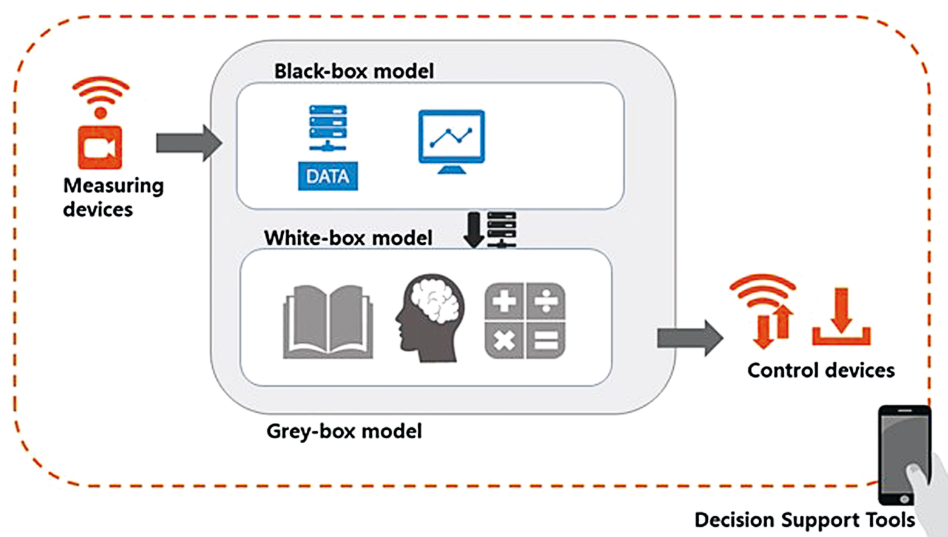 Black-box model
DATA
Measuring
devices
White-box model
Control devices
Grey-box model
Decision Support Tools